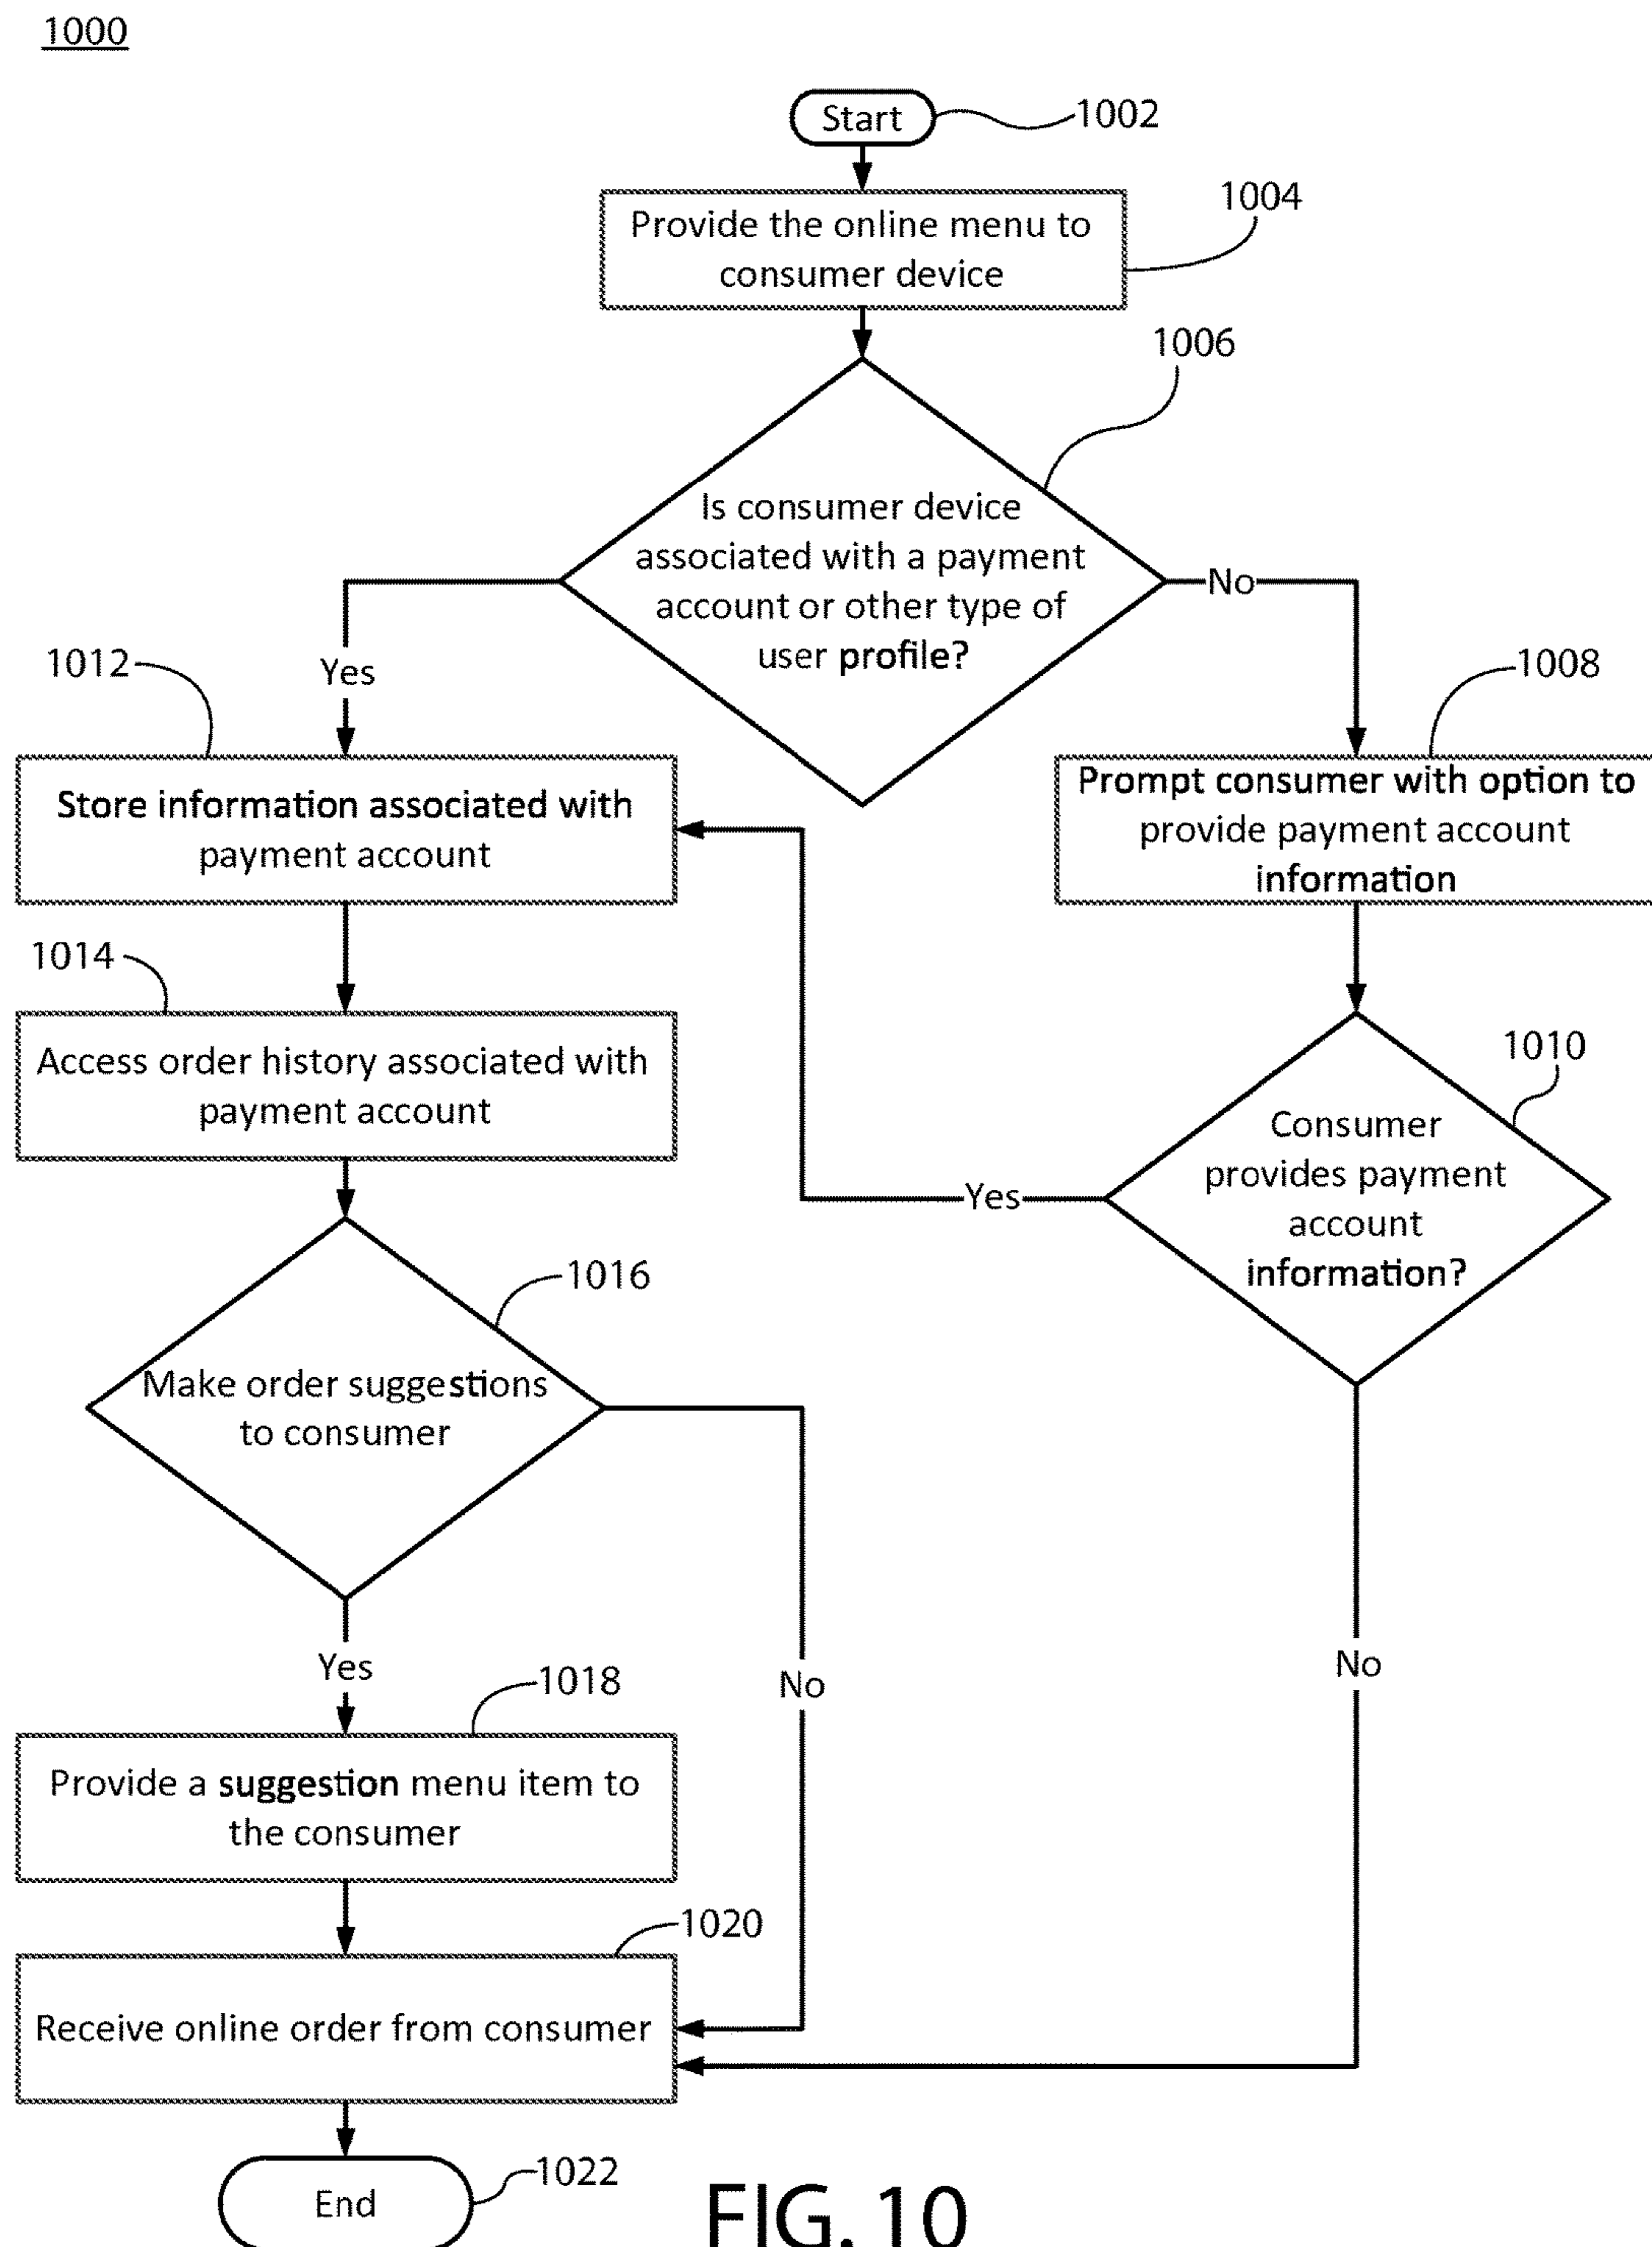 1000
Start
1002
Provide the online menu to
consumer device
1004
1006
Is consumer device
associated with a payment
account or other type of
user profile?
No
Yes
1012
1008
Store information associated with
payment account
Prompt consumer with option to
provide payment account
information
1014
Access order history associated with
payment account
1010
Consumer
provides payment
account
information?
Yes
1016
Make order suggestions
to consumer
Yes
No
No
1018
Provide a suggestion menu item to
the consumer
1020
Receive online order from consumer
End
1022
FIG. 10